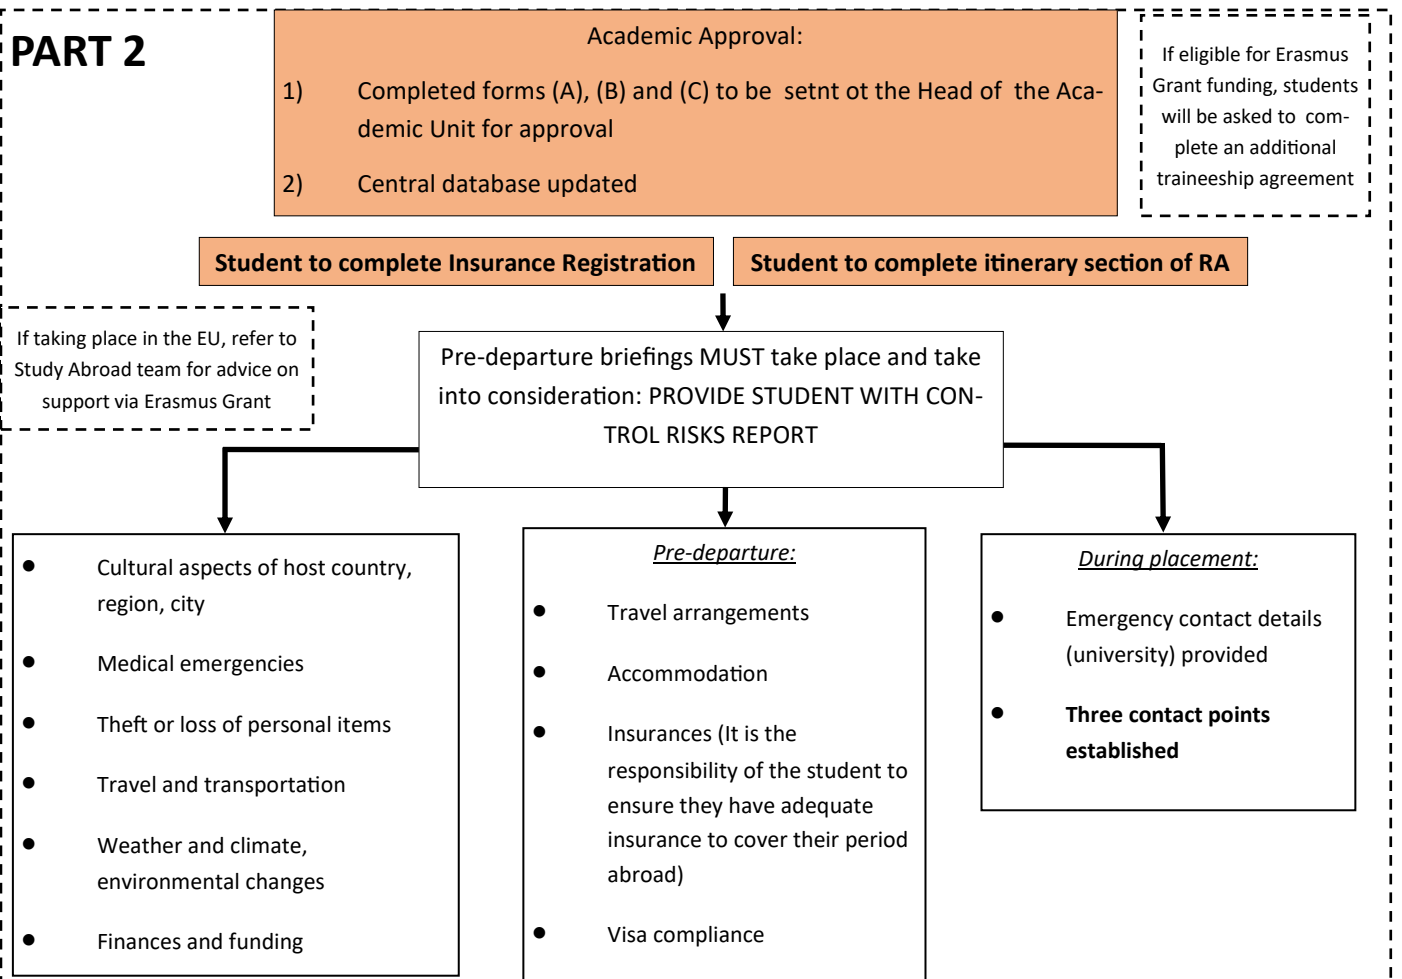 PART 2
Academic Approval:
1) Completed forms (A), (B) and (C) to be setnt ot the Head of the Aca-
demic Unit for approval
2) Central database updated
If eligible for Erasmus
Grant funding, students
will be asked to com-
plete an additional
traineeship agreement
Student to complete Insurance Registration
Student to complete itinerary section of RA
If taking place in the EU, refer to
Study Abroad team for advice on
support via Erasmus Grant
Pre-departure briefings MUST take place and take
into consideration: PROVIDE STUDENT WITH CON-
TROL RISKS REPORT
● Cultural aspects of host country,
region, city
● Medical emergencies
● Theft or loss of personal items
● Travel and transportation
● Weather and climate,
environmental changes
● Finances and funding
Pre-departure:
● Travel arrangements
● Accommodation
● Insurances (It is the
responsibility of the student to
ensure they have adequate
insurance to cover their period
abroad)
● Visa compliance
During placement:
● Emergency contact details
(university) provided
● Three contact points
established